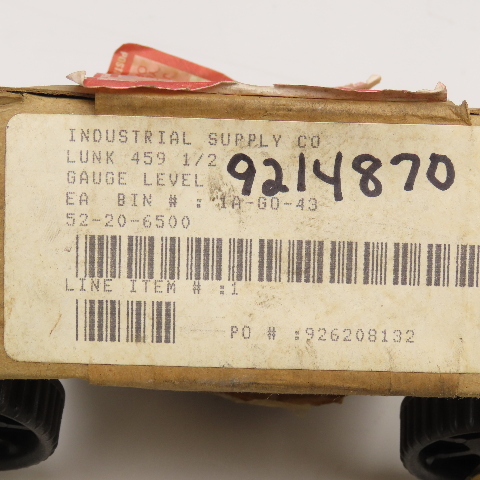 INDUSTRIAL SUPPLY CO
LUNK 459 1/2
9214870
GAUGE LEVEL
EA BIN # : 1A-GO-43
52-20-6500
LINE ITEM # :1
PO # :926208132